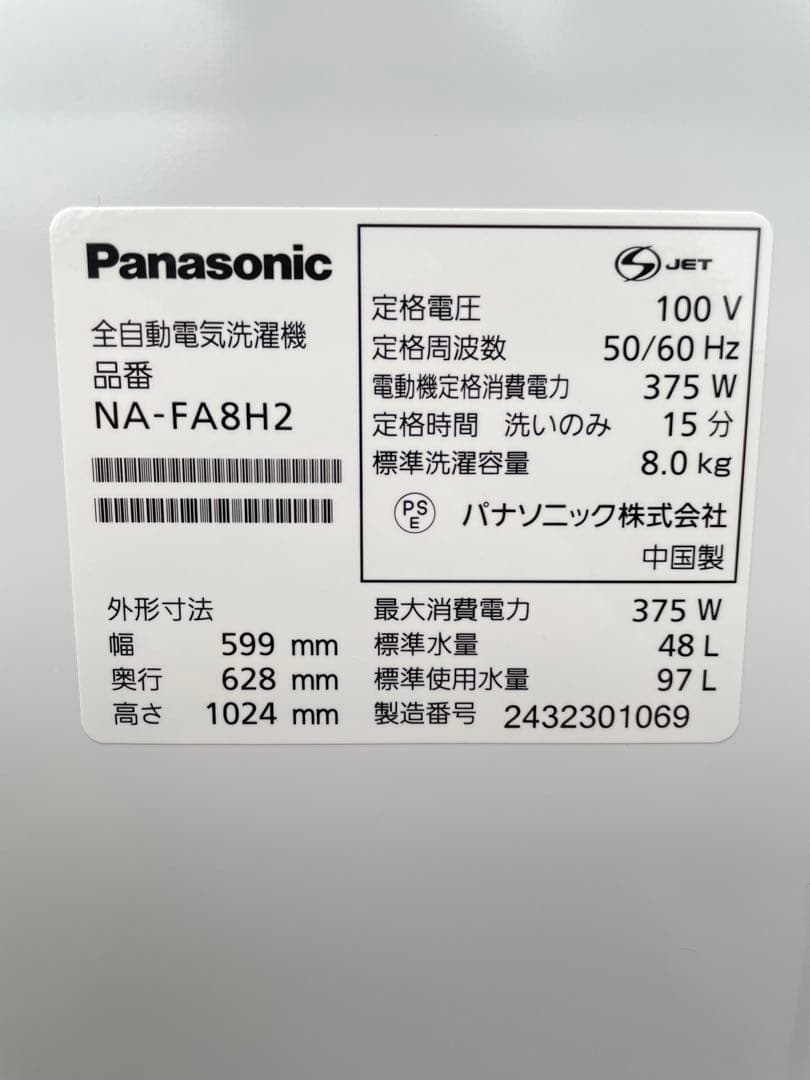 Panasonic
全自動電気洗濯機
品番
NA-FA8H2
JET
定格電圧 100 V
定格周波数 50/60 Hz
電動機定格消費電力 375 W
定格時間 洗いのみ 15 分
標準洗濯容量 8.0 kg
PS
E
パナソニック株式会社
中国製
外形寸法
幅 599 mm
奥行 628 mm
高さ 1024 mm
最大消費電力 375 W
標準水量 48 L
標準使用水量 97 L
製造番号 2432301069